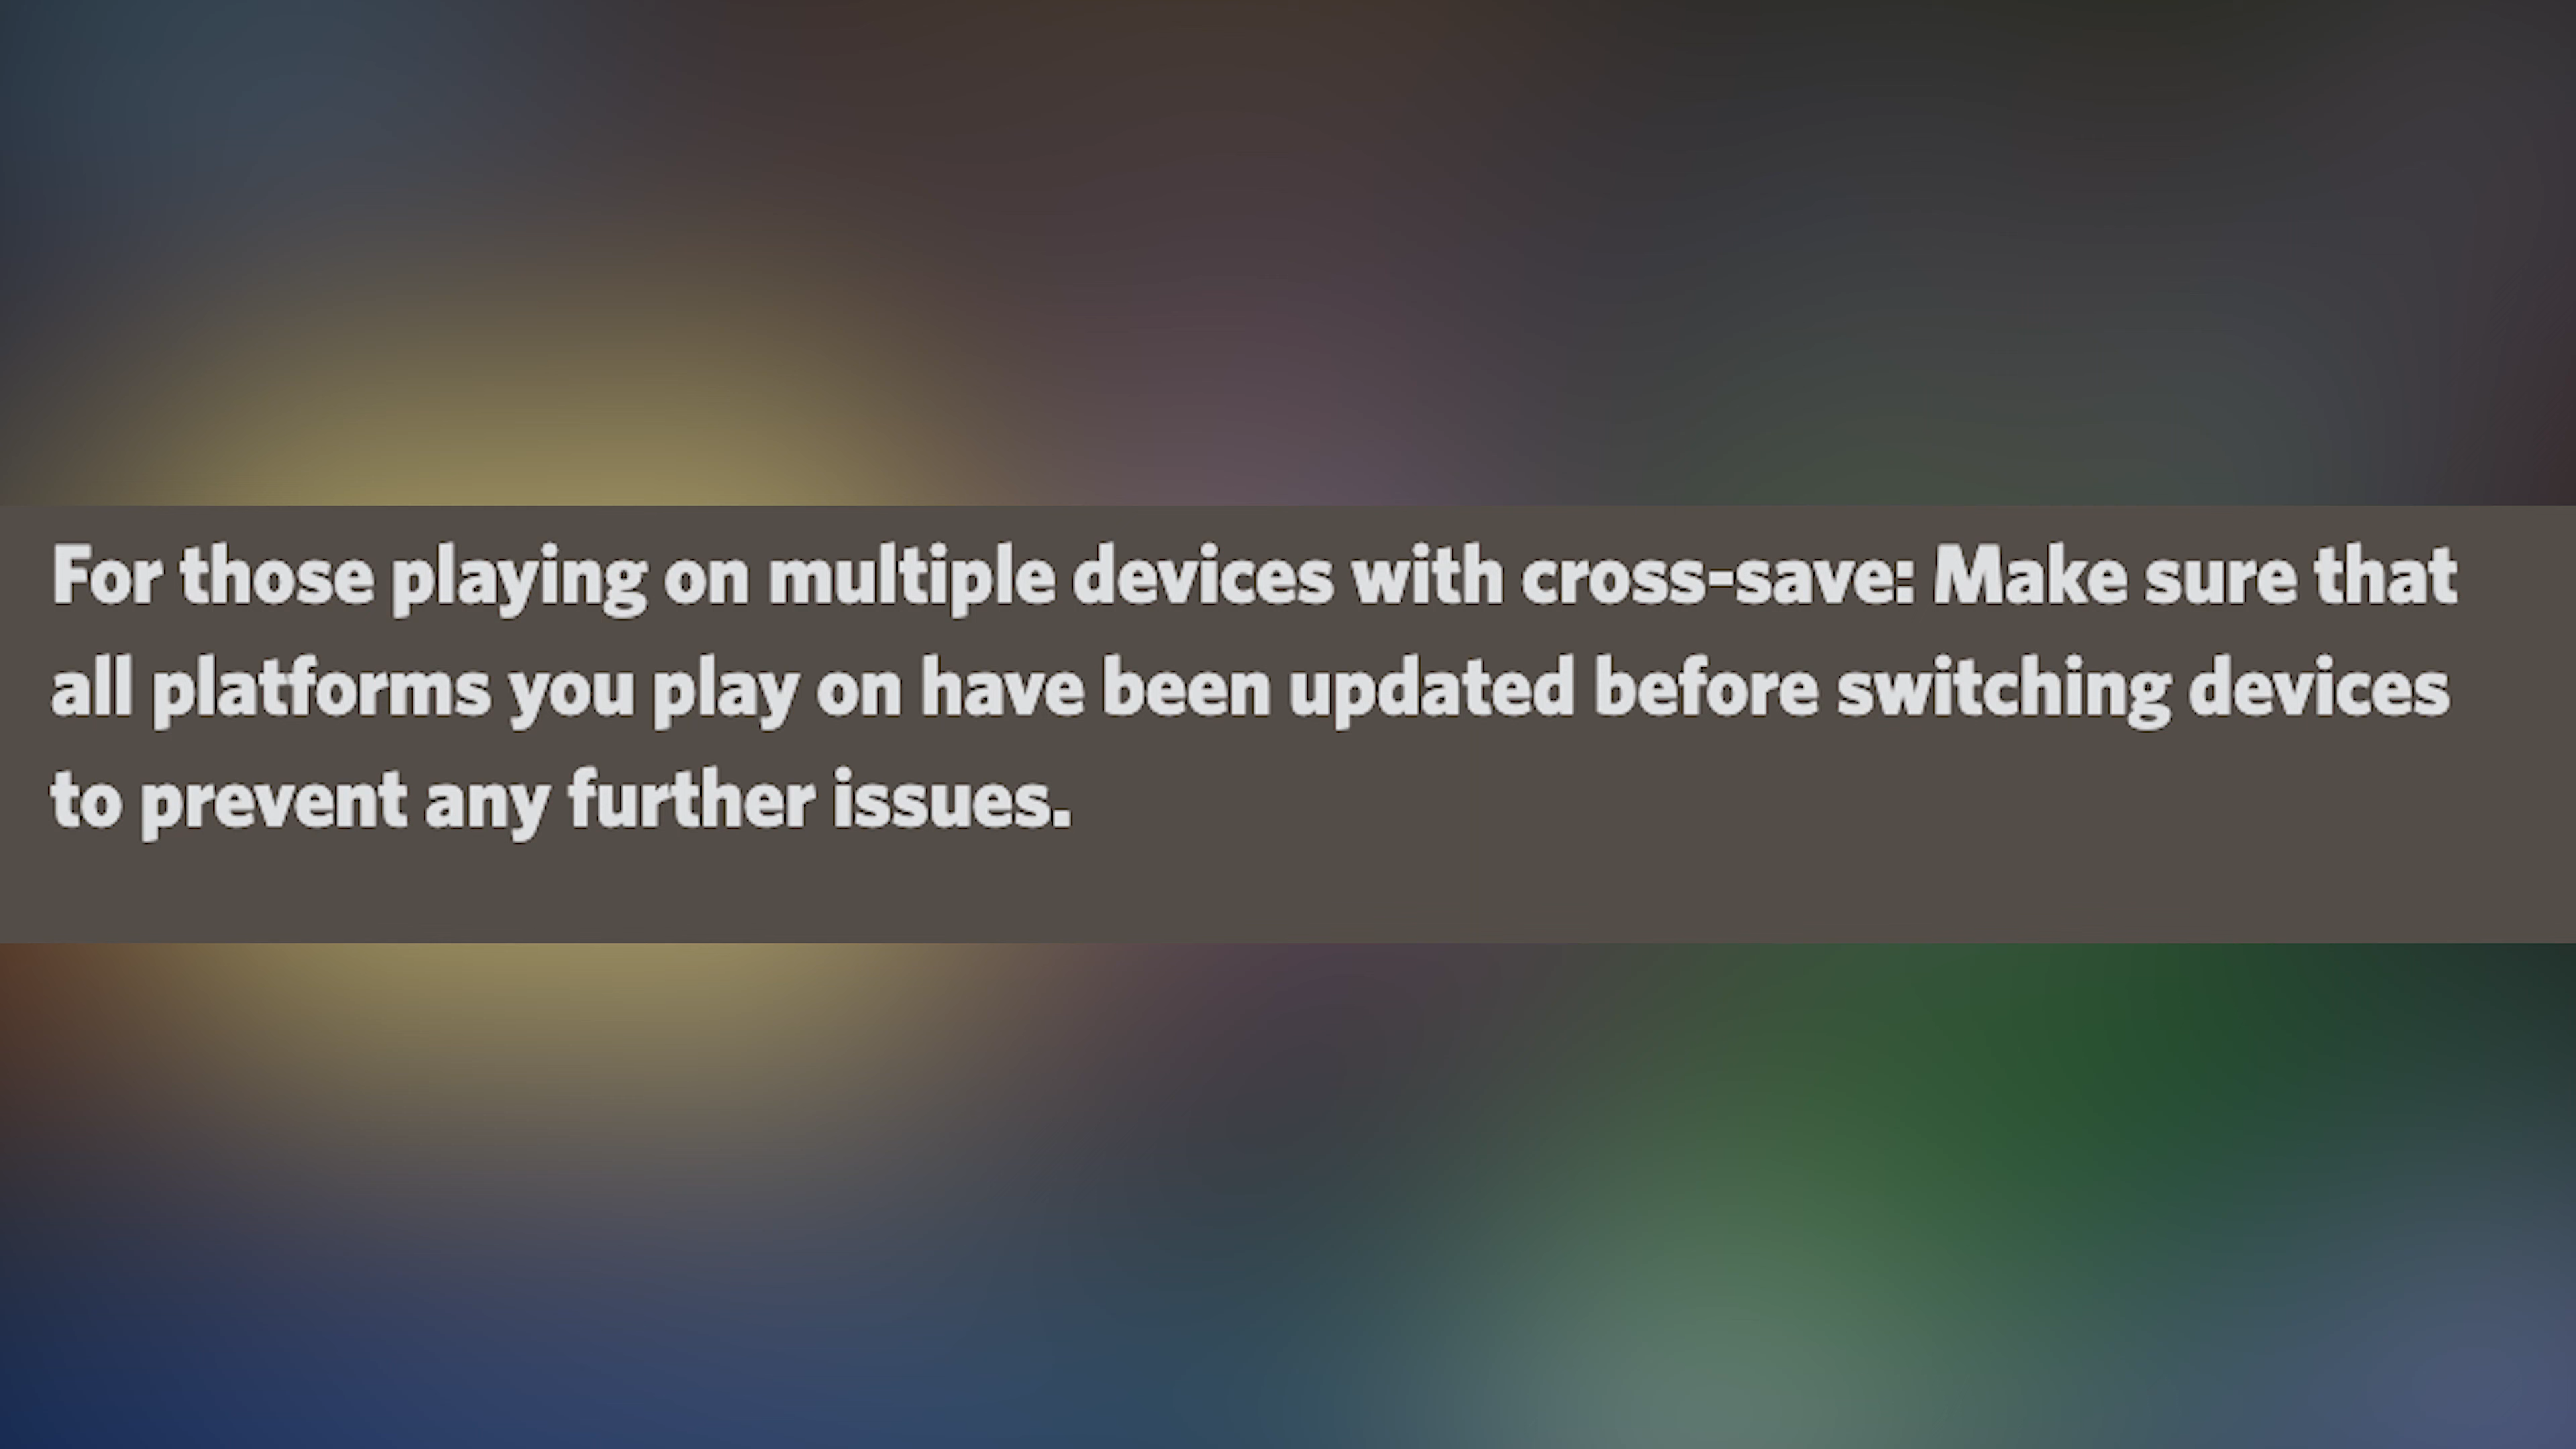 For those playing on multiple devices with cross-save: Make sure that
all platforms you play on have been updated before switching devices
to prevent any further issues.